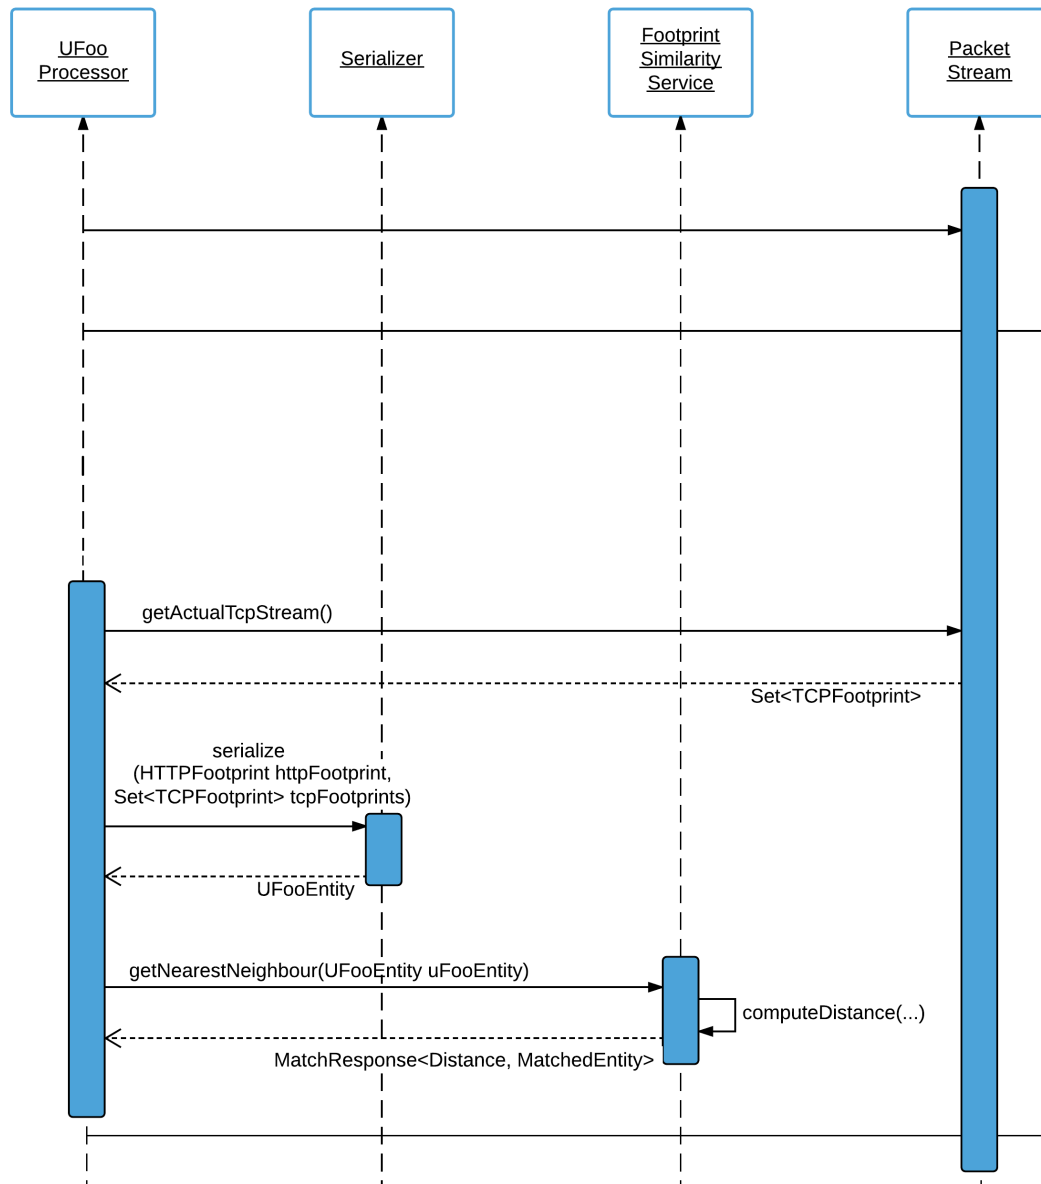 UFoo
Processor
Serializer
Footprint
Similarity
Service
Packet
Stream
getActualTcpStream()
Set<TCPFootprint>
serialize
(HTTPFootprint httpFootprint,
Set<TCPFootprint> tcpFootprints)
UFooEntity
getNearestNeighbour(UFooEntity uFooEntity)
computeDistance(...)
MatchResponse<Distance, MatchedEntity>